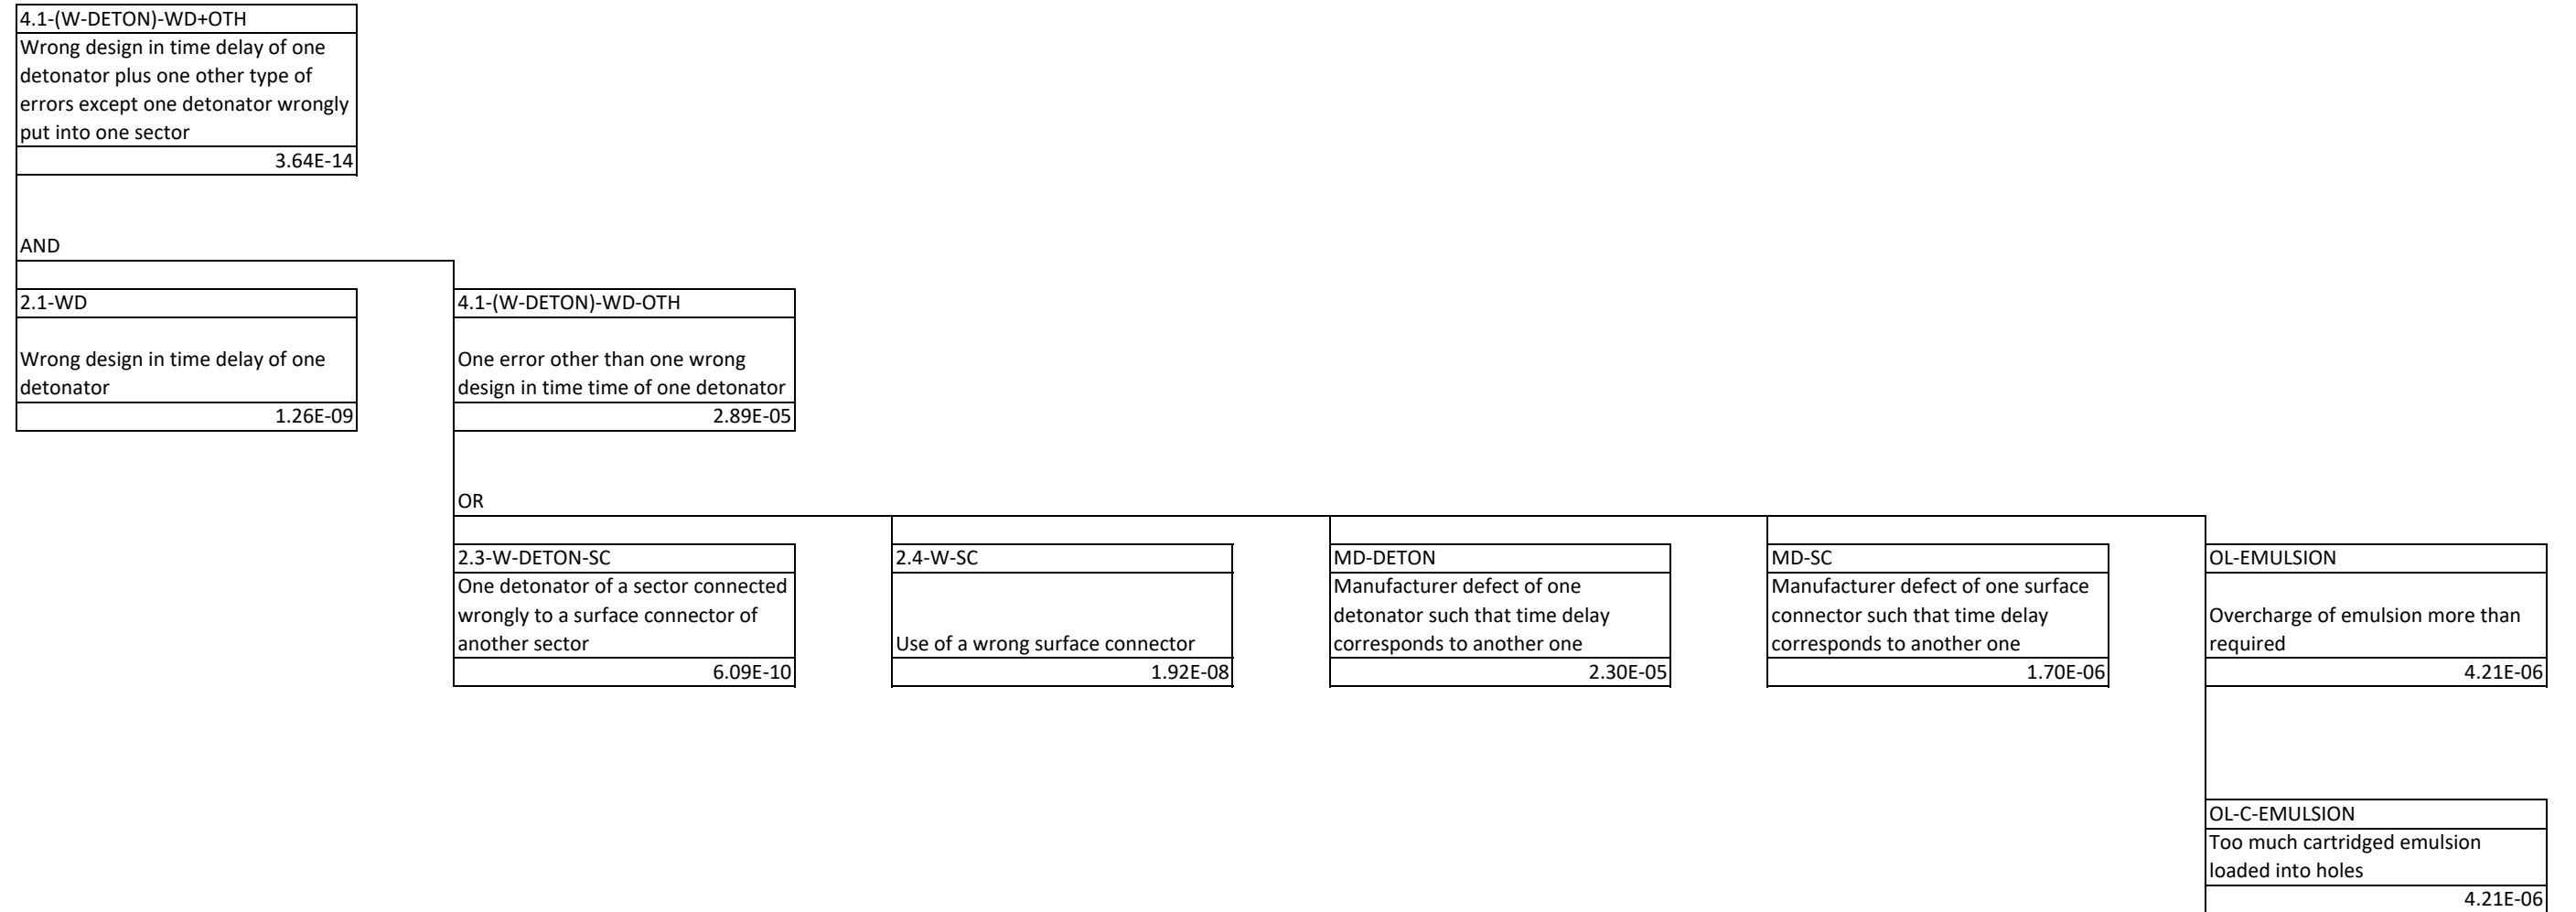 4.1-(W-DETON)-WD+OTH
Wrong design in time delay of one
detonator plus one other type of
errors except one detonator wrongly
put into one sector
3.64E-14
AND
2.1-WD
Wrong design in time delay of one
detonator
1.26E-09
4.1-(W-DETON)-WD-OTH
One error other than one wrong
design in time time of one detonator
2.89E-05
OR
2.3-W-DETON-SC
One detonator of a sector connected
wrongly to a surface connector of
another sector
6.09E-10
2.4-W-SC
Use of a wrong surface connector
1.92E-08
MD-DETON
Manufacturer defect of one
detonator such that time delay
corresponds to another one
2.30E-05
MD-SC
Manufacturer defect of one surface
connector such that time delay
corresponds to another one
1.70E-06
OL-EMULSION
Overcharge of emulsion more than
required
4.21E-06
OL-C-EMULSION
Too much cartridged emulsion
loaded into holes
4.21E-06